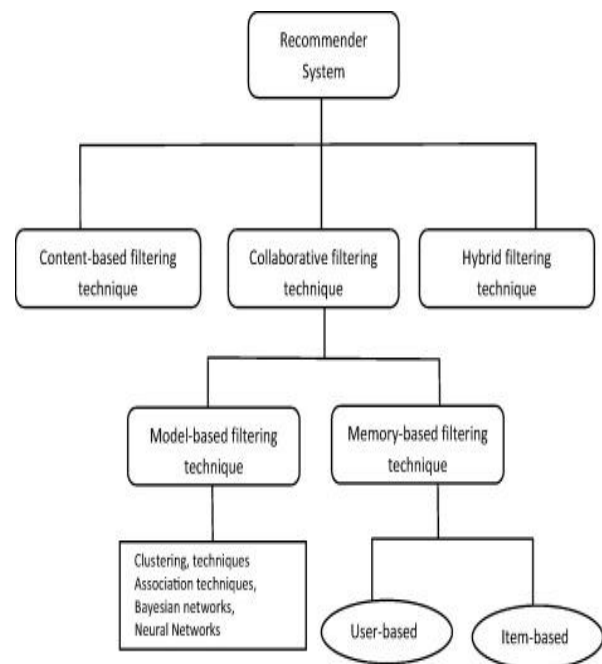 Recommender
System
Content-based filtering
technique
Collaborative filtering
technique
Hybrid filtering
technique
Model-based filtering
technique
Memory-based filtering
technique
Clustering, techniques
Association techniques,
Bayesian networks,
Neural Networks
User-based
Item-based